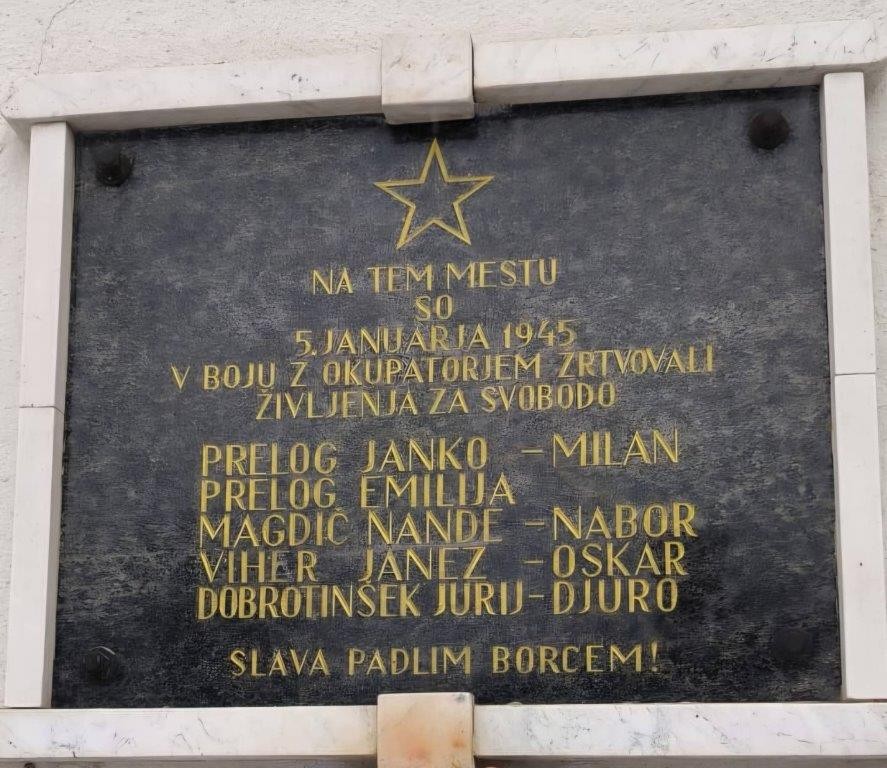 NA TEM MESTU
SO
5. JANUARJA 1945
V BOJU Z OKUPATORJEM ŽRTVOVALI
ŽIVLJENJA ZA SVOBODO
PRELOG JANKO - MILAN
PRELOG EMILIJA
MAGDIČ NANDE - NABOR
VIHER JANEZ - OSKAR
DOBROTINŠEK JURIJ - DJURO
SLAVA PADLIM BORCEM!